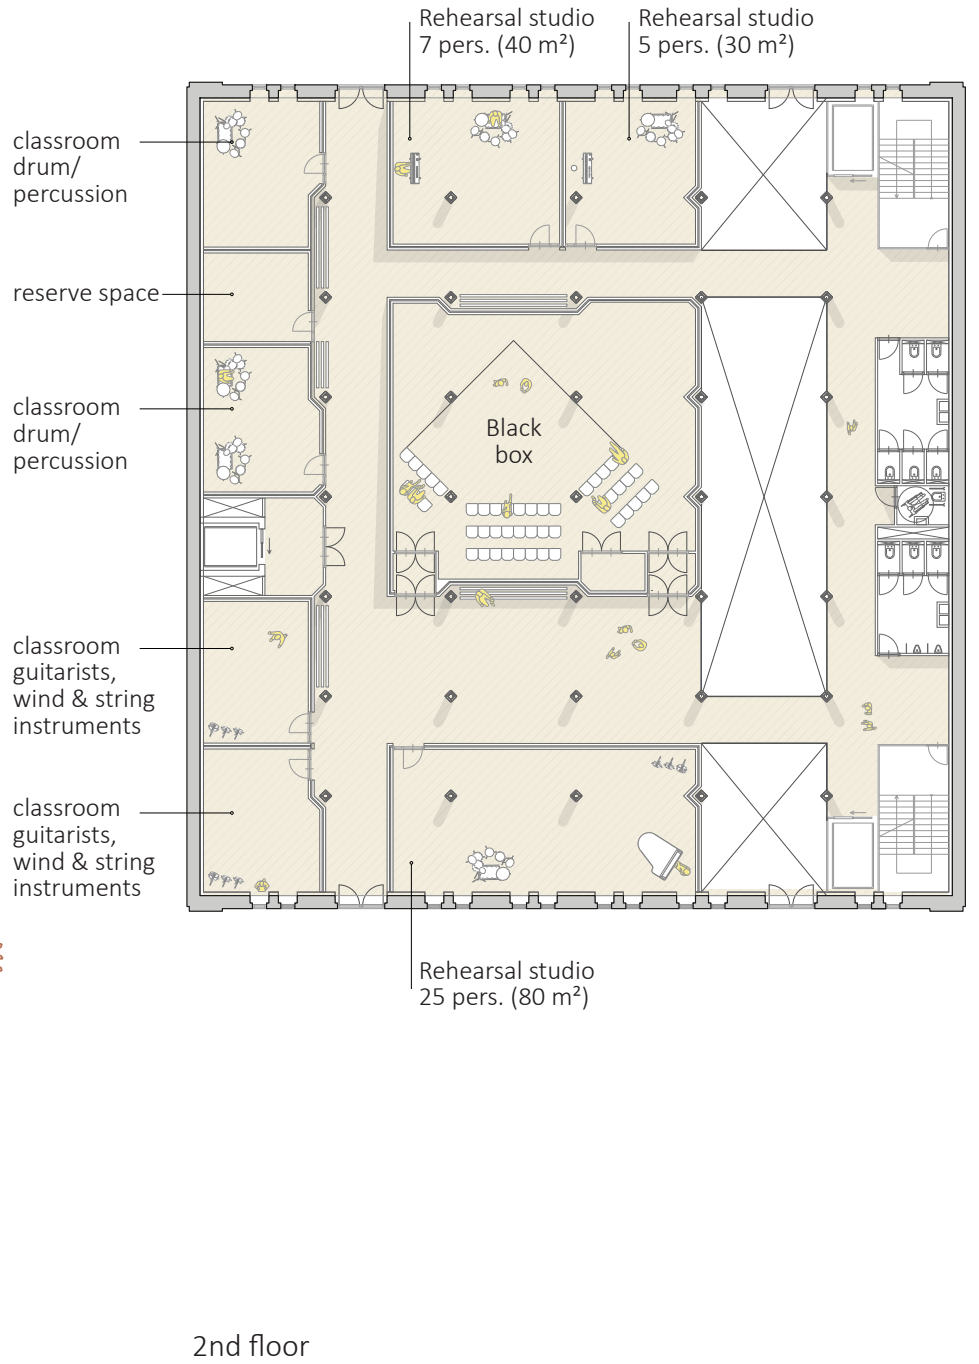 Rehearsal studio
7 pers. (40 m²)
Rehearsal studio
5 pers. (30 m²)
classroom
drum/
percussion
reserve space
classroom
drum/
percussion
Black
box
classroom
guitarists,
wind & string
instruments
classroom
guitarists,
wind & string
instruments
Rehearsal studio
25 pers. (80 m²)
2nd floor